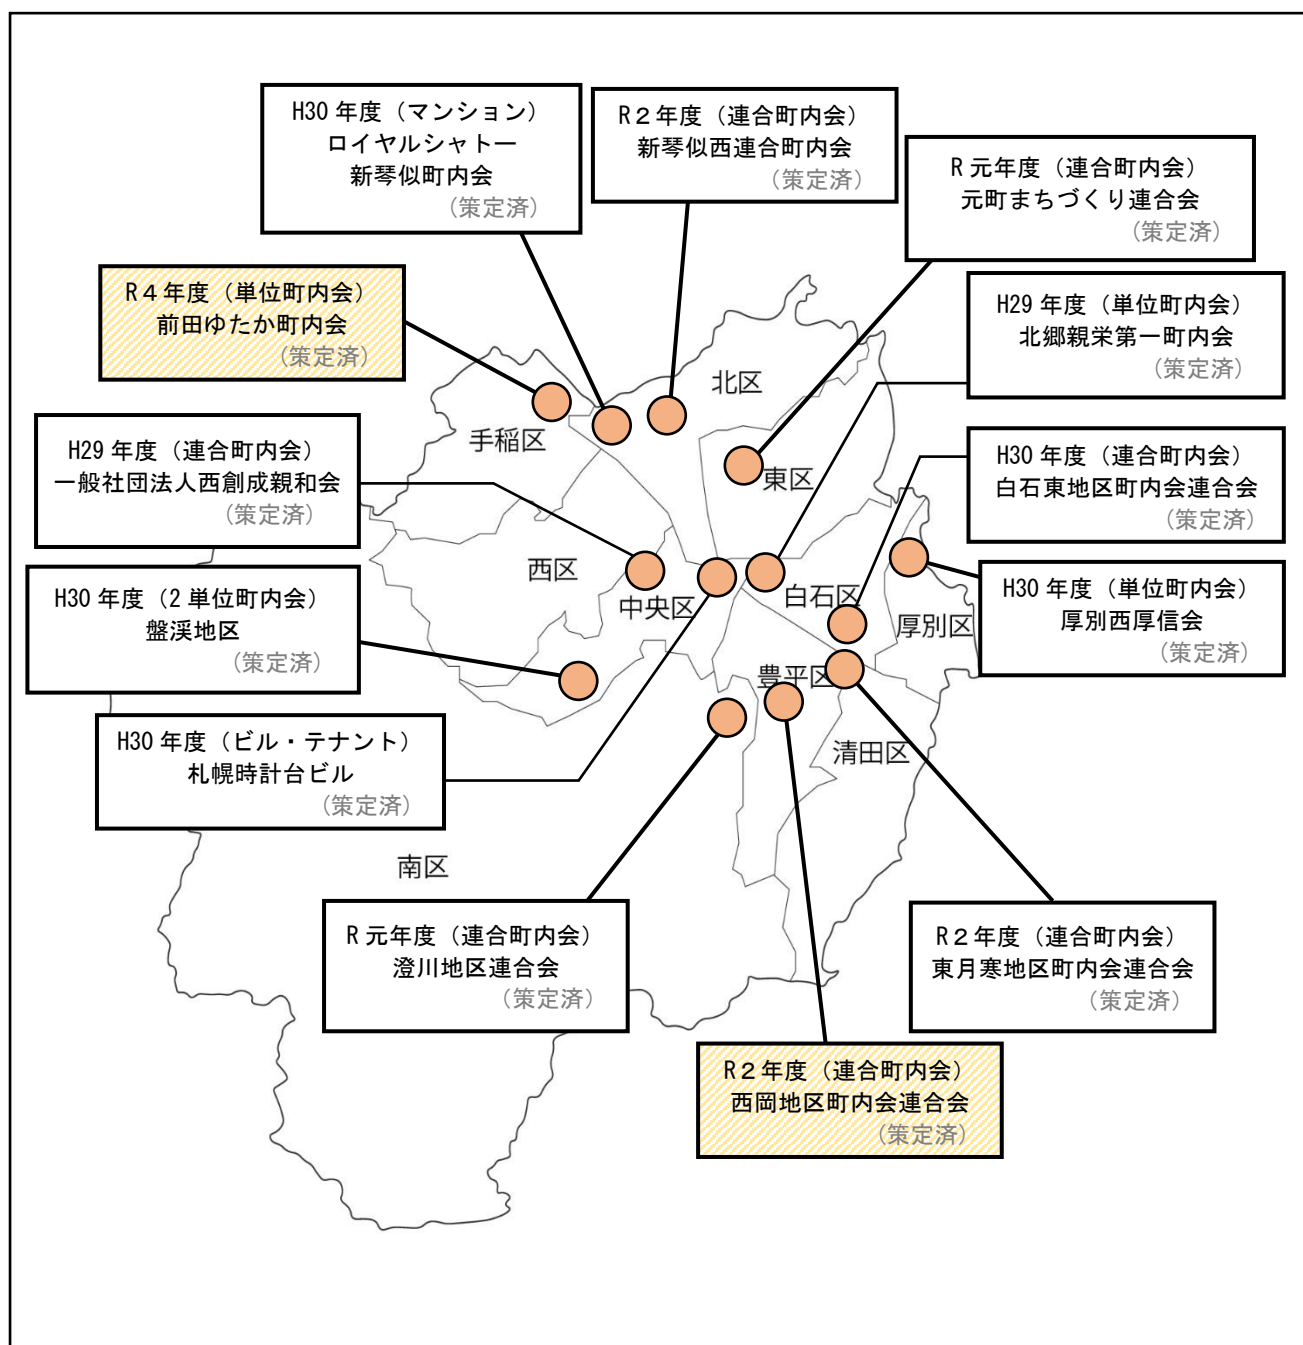 H30 年度（マンション）
ロイヤルシャトー
新琴似町内会
(策定済)
R２年度（連合町内会）
新琴似西連合町内会
(策定済)
R 元年度（連合町内会）
元町まちづくり連合会
(策定済)
R４年度（単位町内会）
前田ゆたか町内会
(策定済)
H29 年度（単位町内会）
北郷親栄第一町内会
(策定済)
北区
手稲区
東区
H29 年度（連合町内会）
一般社団法人西創成親和会
(策定済)
H30 年度（連合町内会）
白石東地区町内会連合会
(策定済)
西区
中央区
白石区
厚別区
H30 年度（2 単位町内会）
盤渓地区
(策定済)
H30 年度（単位町内会）
厚別西厚信会
(策定済)
豊平区
清田区
H30 年度（ビル・テナント）
札幌時計台ビル
(策定済)
南区
R 元年度（連合町内会）
澄川地区連合会
(策定済)
R２年度（連合町内会）
東月寒地区町内会連合会
(策定済)
R２年度（連合町内会）
西岡地区町内会連合会
(策定済)